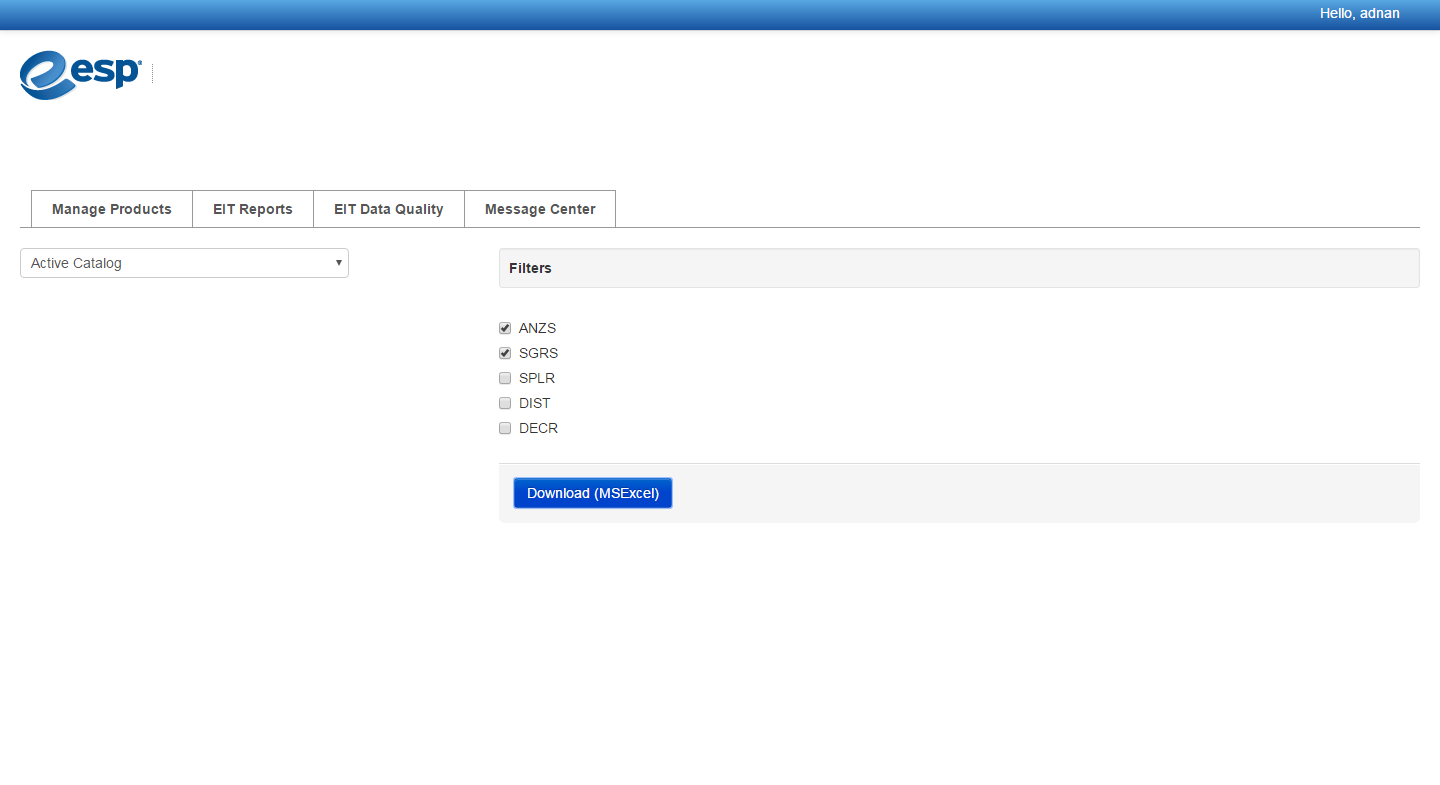 Hello, adnan
esp®
Manage Products EIT Reports EIT Data Quality Message Center
Active Catalog
Filters
ANZS
SGRS
SPLR
DIST
DECR
Download (MSExcel)